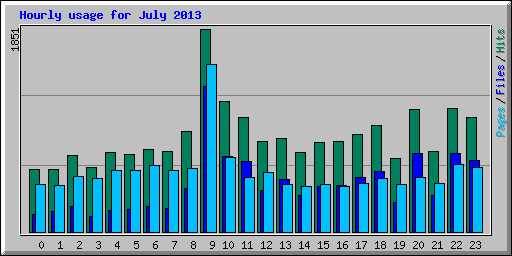 Hourly usage for July 2013
1851
Pages / Files / Hits
0 1 2 3 4 5 6 7 8 9 10 11 12 13 14 15 16 17 18 19 20 21 22 23